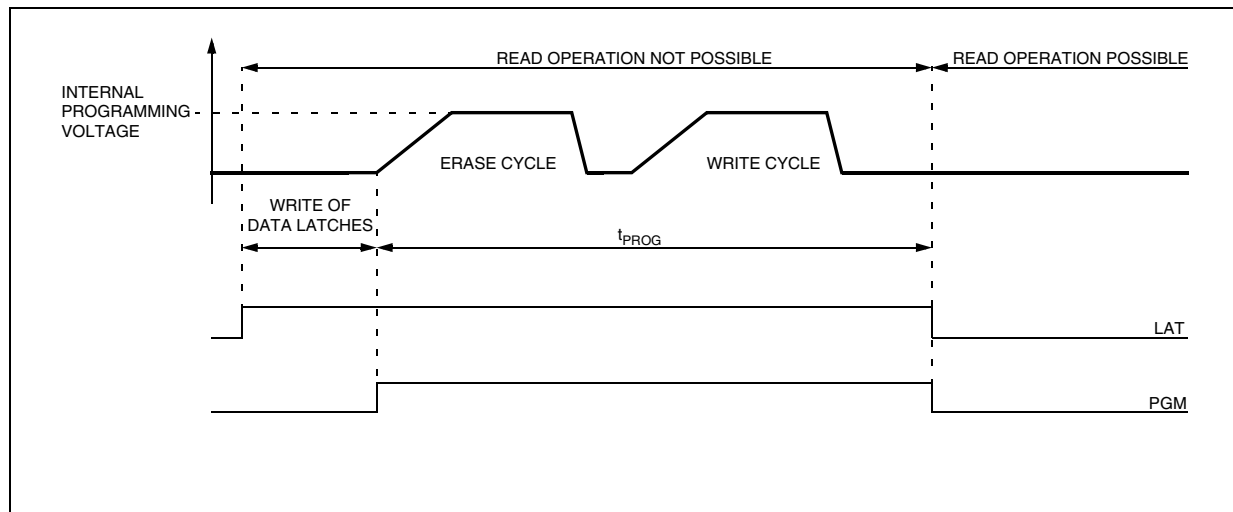 READ OPERATION NOT POSSIBLE
READ OPERATION POSSIBLE
INTERNAL
PROGRAMMING
VOLTAGE
ERASE CYCLE
WRITE CYCLE
WRITE OF
DATA LATCHES
tPROG
LAT
PGM